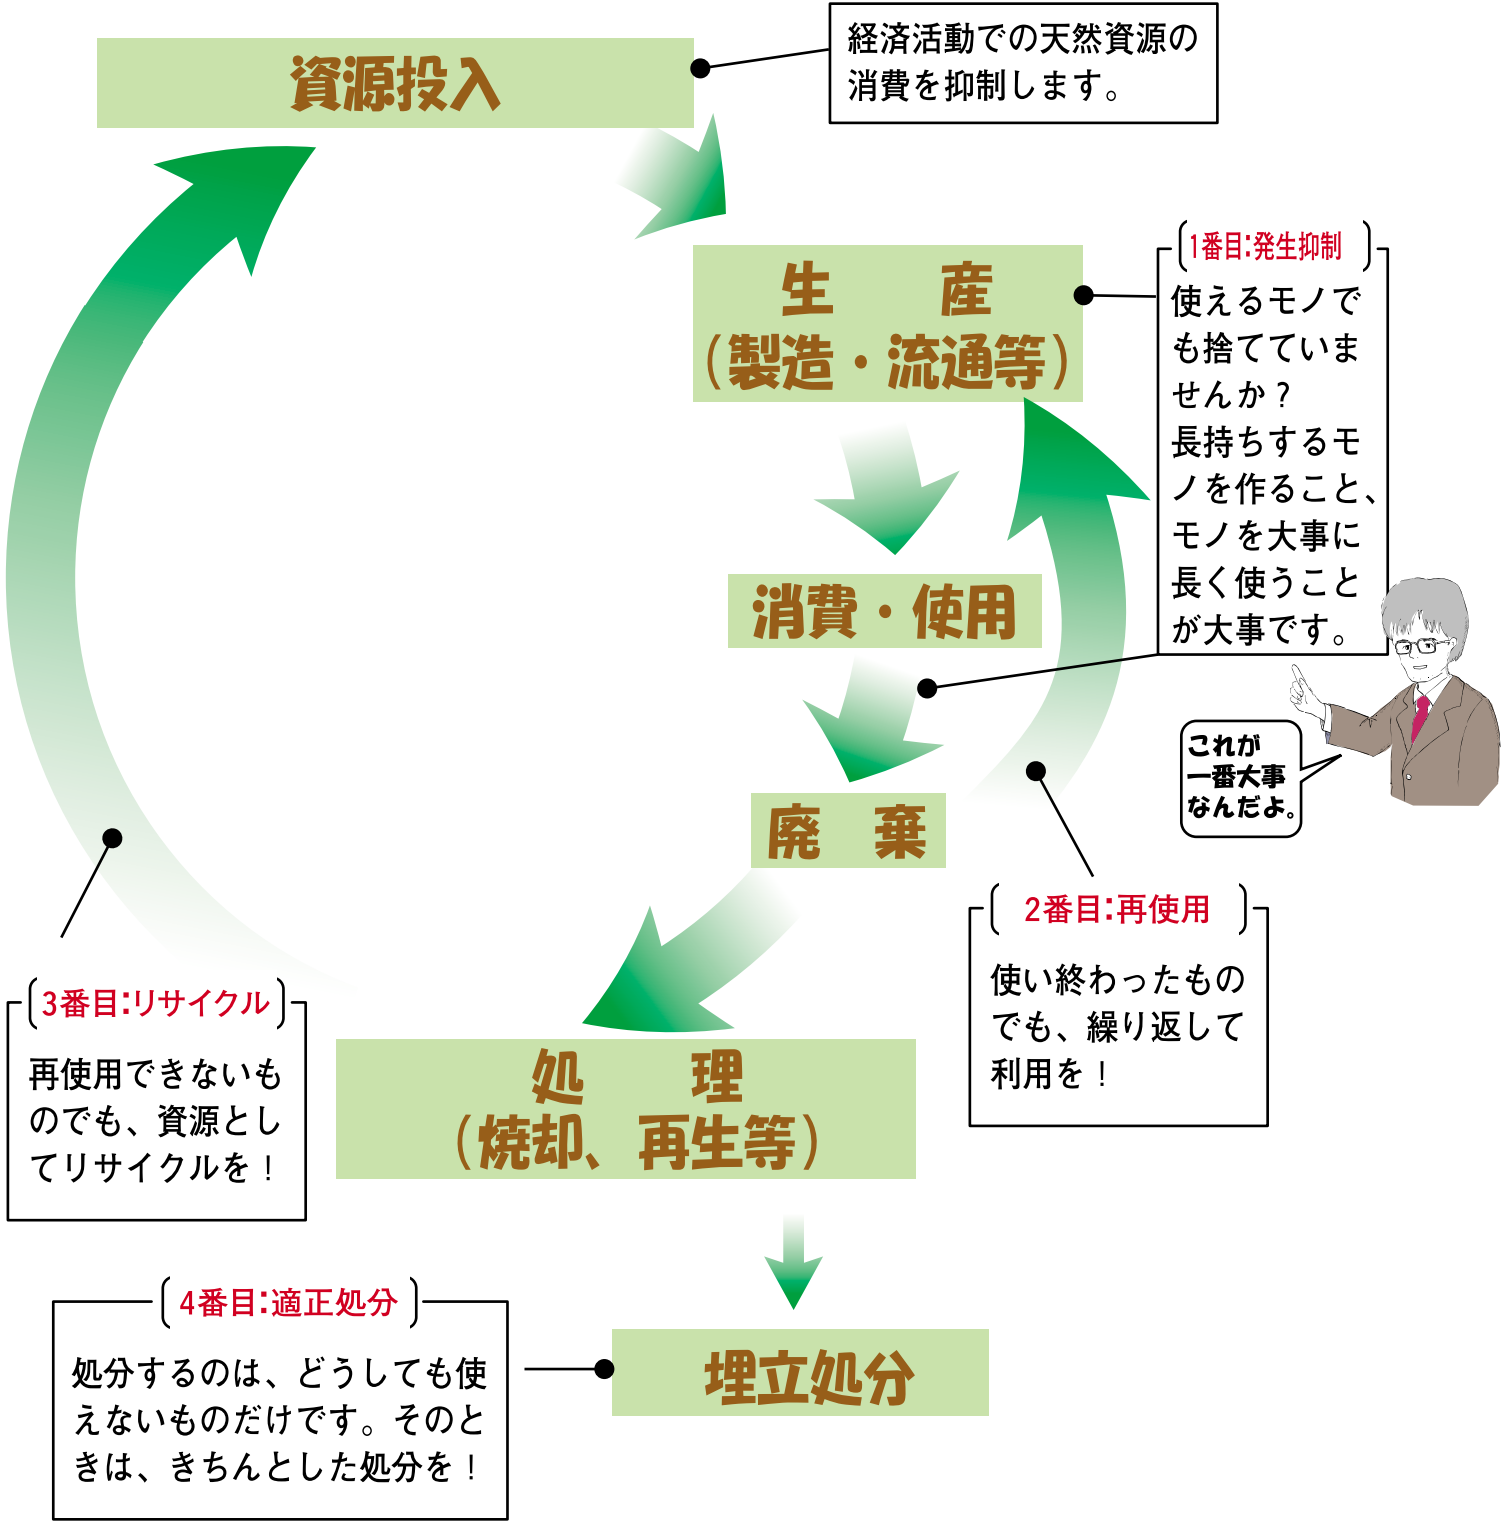 資源投入
経済活動での天然資源の
消費を抑制します。
生　産
（製造・流通等）
1番目:発生抑制
使えるモノで
も捨てていま
せんか？
長持ちするモ
ノを作ること、
モノを大事に
長く使うこと
が大事です。
消費・使用
これが
一番大事
なんだよ。
廃　棄
2番目:再使用
使い終わったもの
でも、繰り返して
利用を！
3番目:リサイクル
再使用できないも
のでも、資源とし
てリサイクルを！
処　理
（焼却、再生等）
4番目:適正処分
処分するのは、どうしても使
えないものだけです。そのと
きは、きちんとした処分を！
埋立処分